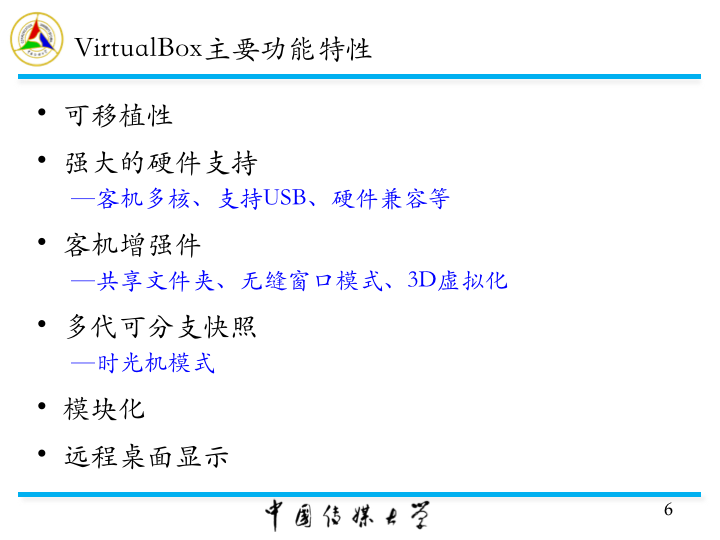 VirtualBox主要功能特性
• 可移植性
• 强大的硬件支持
—客机多核、支持USB、硬件兼容等
• 客机增强件
—共享文件夹、无缝窗口模式、3D虚拟化
• 多代可分支快照
—时光机模式
• 模块化
• 远程桌面显示
中国传媒大学
6